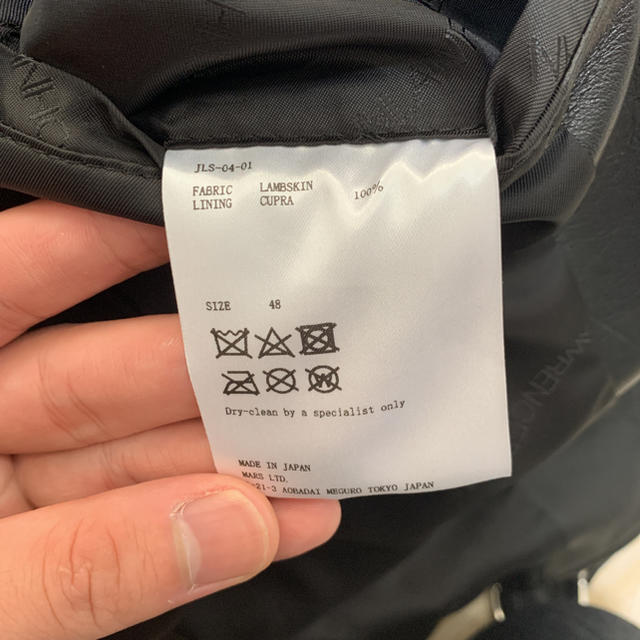 JLS-04-01
FABRIC LAMBSKIN 100%
LINING CUPRA
SIZE 48
Dry-clean by a specialist only
MADE IN JAPAN
MARS LTD.
-21-3 AOBADAI MEGURO TOKYO JAPAN